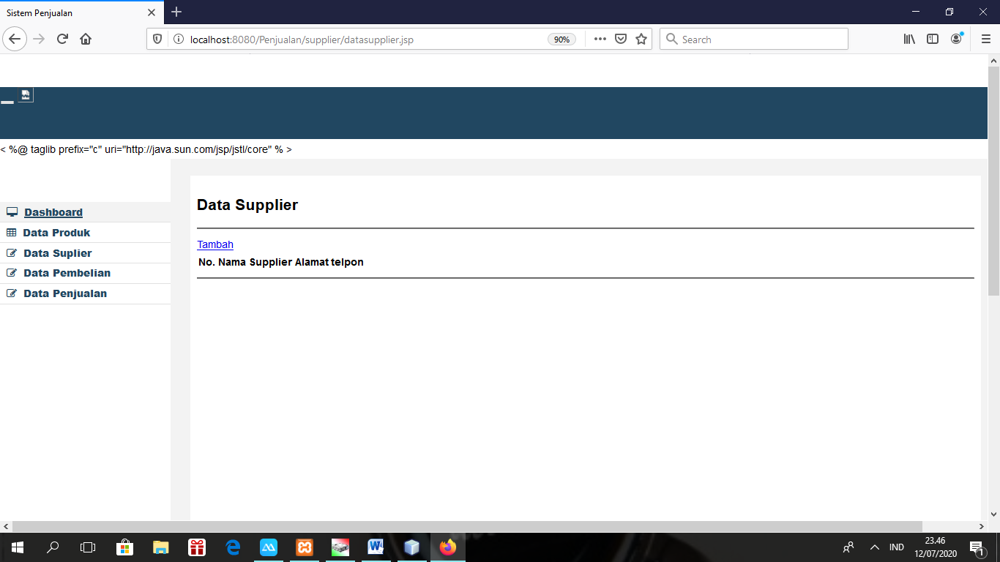 Sistem Penjualan
localhost:8080/Penjualan/supplier/datasupplier.jsp
90%
Search
< %@ taglib prefix="c" uri="http://java.sun.com/jsp/jstl/core" % >
Dashboard
Data Produk
Data Suplier
Data Pembelian
Data Penjualan
Data Supplier
Tambah
No. Nama Supplier Alamat telpon
IND
23.46
12/07/2020
1